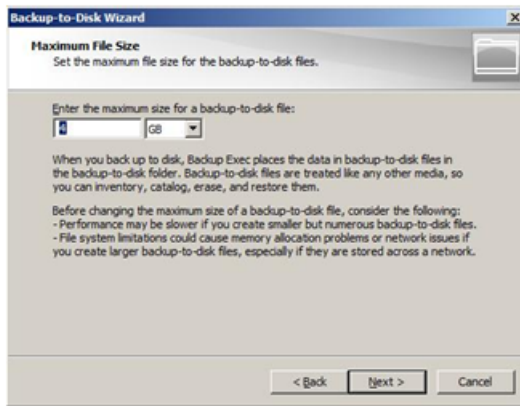 Backup-to-Disk Wizard
Maximum File Size
Set the maximum file size for the backup-to-disk files.
Enter the maximum size for a backup-to-disk file:
4 GB
When you back up to disk, Backup Exec places the data in backup-to-disk files in
the backup-to-disk folder. Backup-to-disk files are treated like any other media, so
you can inventory, catalog, erase, and restore them.
Before changing the maximum size of a backup-to-disk file, consider the following:
- Performance may be slower if you create smaller but numerous backup-to-disk files.
- File system limitations could cause memory allocation problems or network issues if
you create larger backup-to-disk files, especially if they are stored across a network.
< Back Next > Cancel